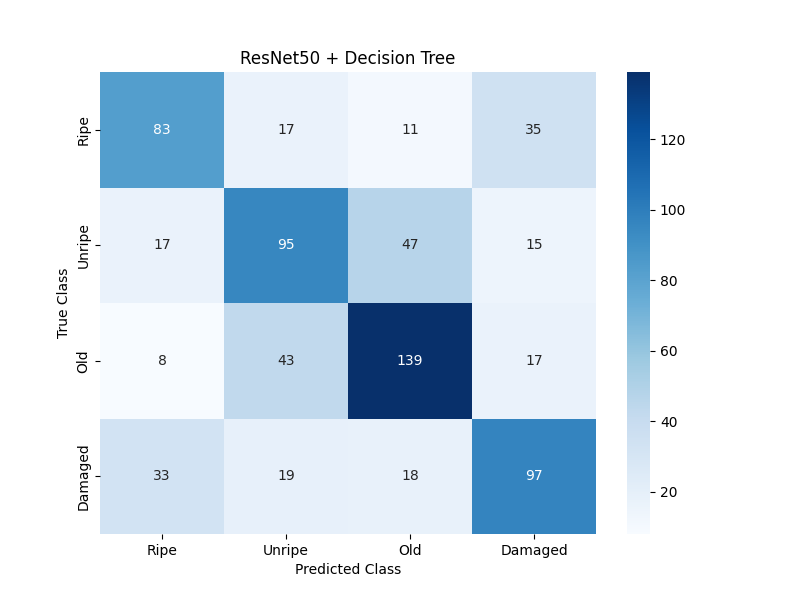 ResNet50 + Decision Tree
Ripe 83 17 11 35
Unripe 17 95 47 15
Old 8 43 139 17
Damaged 33 19 18 97
Ripe Unripe Old Damaged
Predicted Class
True Class
120
100
80
60
40
20